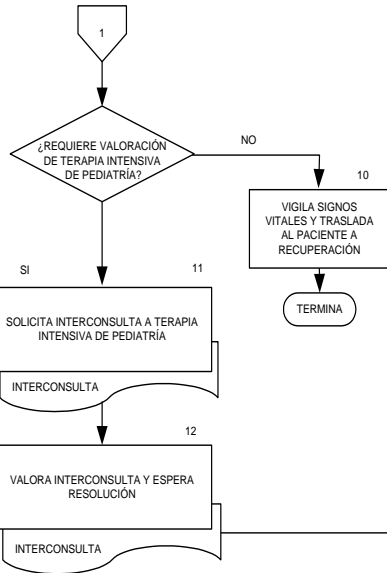 1
¿REQUIERE VALORACIÓN
DE TERAPIA INTENSIVA
DE PEDIATRÍA?
NO
10
VIGILA SIGNOS
VITALES Y TRASLADA
AL PACIENTE A
RECUPERACIÓN
TERMINA
SI
11
SOLICITA INTERCONSULTA A TERAPIA
INTENSIVA DE PEDIATRÍA
INTERCONSULTA
12
VALORA INTERCONSULTA Y ESPERA
RESOLUCIÓN
INTERCONSULTA